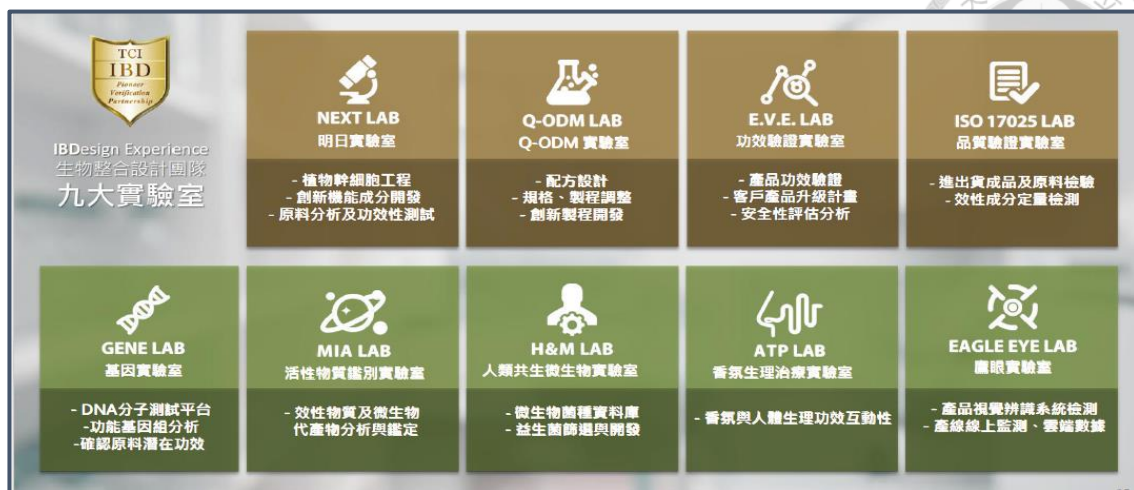 TCI
IBD
Pioneer
Verification
Partnership
IBDesign Experience
生物整合設計團隊
九大實驗室
NEXT LAB
明日實驗室
- 植物幹細胞工程
- 創新機能成分開發
- 原料分析及功效性測試
Q-ODM LAB
Q-ODM 實驗室
- 配方設計
- 規格、製程調整
- 創新製程開發
E.V.E. LAB
功效驗證實驗室
- 產品功效驗證
- 客戶產品升級計畫
- 安全性評估分析
ISO 17025 LAB
品質驗證實驗室
- 進出貨成品及原料檢驗
- 效性成分定量檢測
GENE LAB
基因實驗室
- DNA分子測試平台
-功能基因組分析
-確認原料潛在功效
MIA LAB
活性物質鑑別實驗室
- 效性物質及微生物
代產物分析與鑑定
H&M LAB
人類共生微生物實驗室
- 微生物菌種資料庫
- 益生菌篩選與開發
ATP LAB
香氛生理治療實驗室
- 香氛與人體生理功效互動性
EAGLE EYE LAB
鷹眼實驗室
- 產品視覺辨識系統檢測
- 產線線上監測、雲端數據